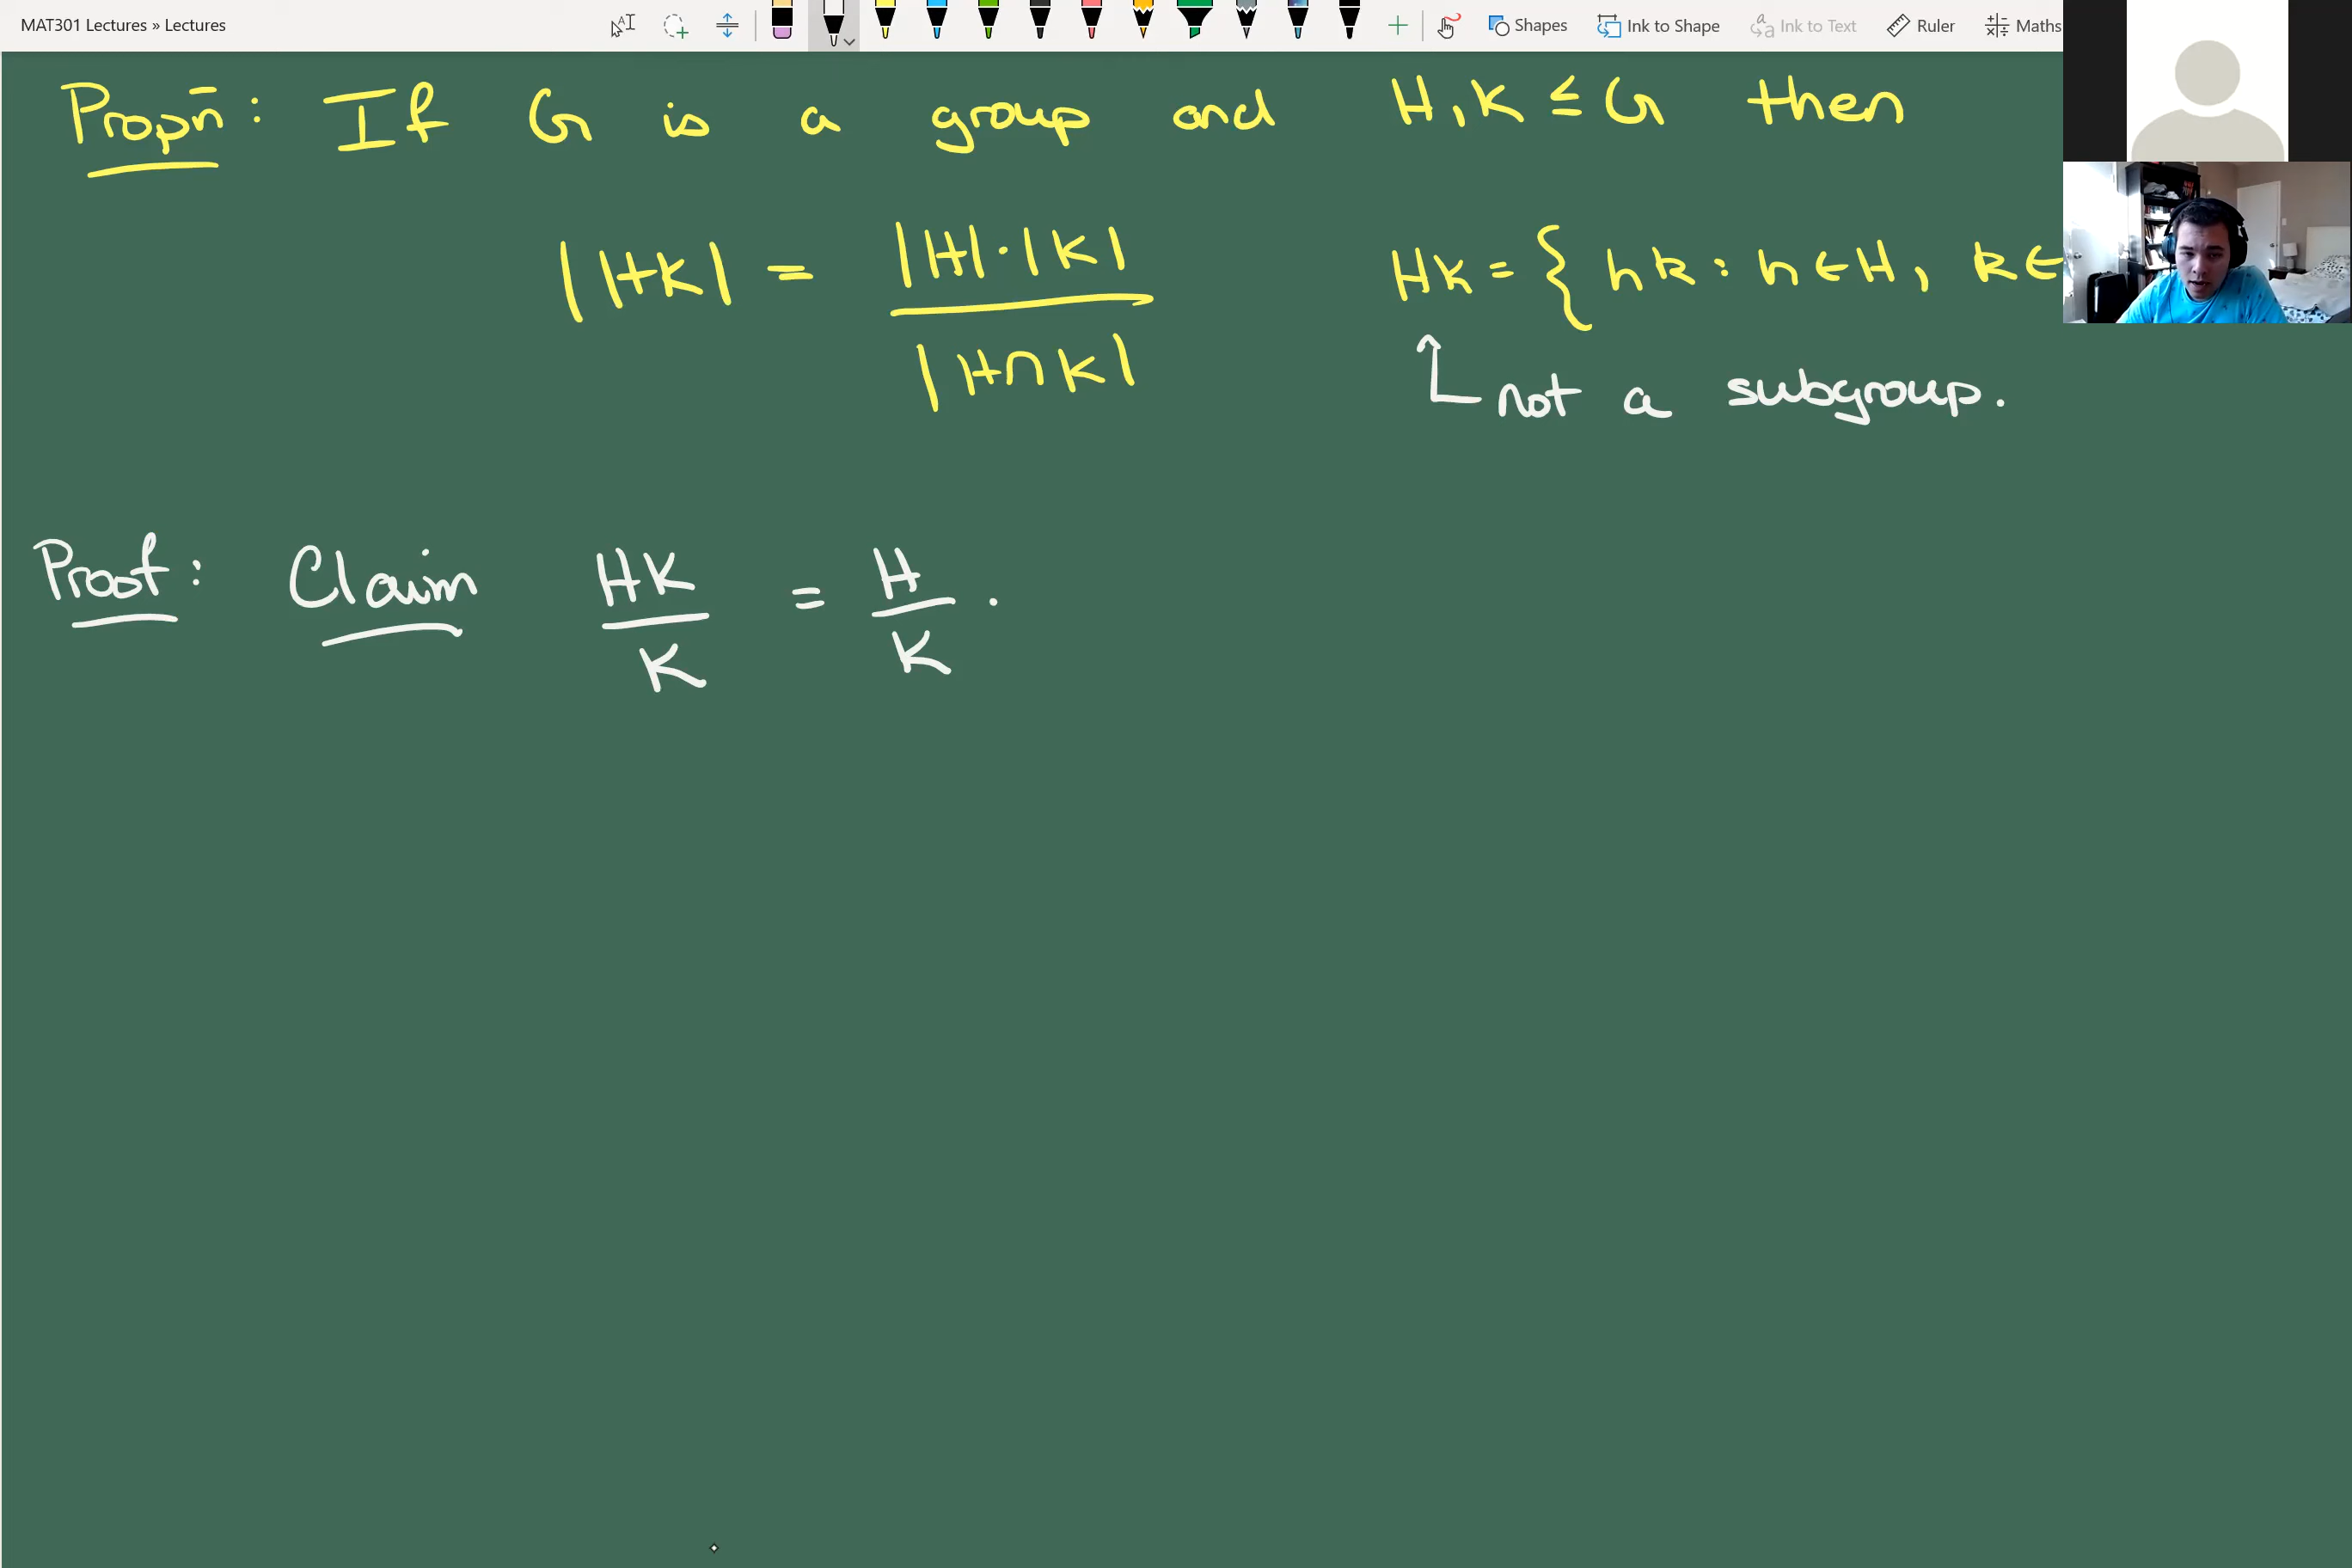 MAT301 Lectures » Lectures
Shapes Ink to Shape Ink to Text Ruler Maths
Propn̄: If G is a group and H, K ≤ G then
|HK| = |H|·|K| / |H∩K|
HK = { hk : h ∈ H, k ∈
not a subgroup.
Proof: Claim HK/K = H/K .